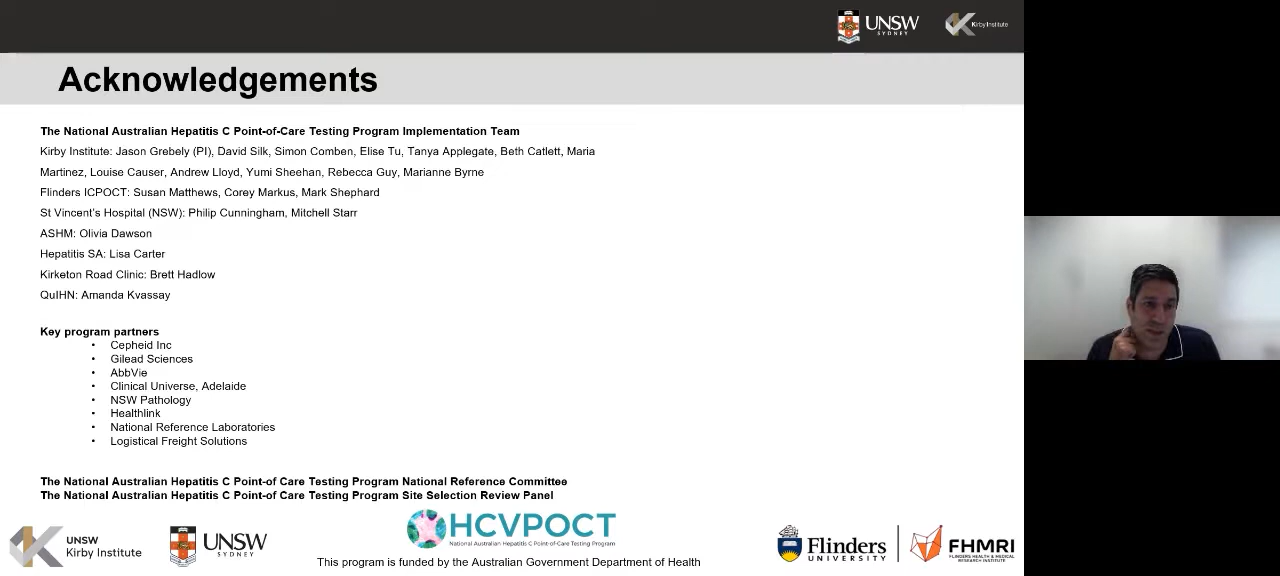 UNSW
SYDNEY
Kirby Institute
Acknowledgements
The National Australian Hepatitis C Point-of-Care Testing Program Implementation Team
Kirby Institute: Jason Grebely (PI), David Silk, Simon Comben, Elise Tu, Tanya Applegate, Beth Catlett, Maria
Martinez, Louise Causer, Andrew Lloyd, Yumi Sheehan, Rebecca Guy, Marianne Byrne
Flinders ICPOCT: Susan Matthews, Corey Markus, Mark Shephard
St Vincent's Hospital (NSW): Philip Cunningham, Mitchell Starr
ASHM: Olivia Dawson
Hepatitis SA: Lisa Carter
Kirketon Road Clinic: Brett Hadlow
QuIHN: Amanda Kvassay
Key program partners
• Cepheid Inc
• Gilead Sciences
• AbbVie
• Clinical Universe, Adelaide
• NSW Pathology
• Healthlink
• National Reference Laboratories
• Logistical Freight Solutions
The National Australian Hepatitis C Point-of Care Testing Program National Reference Committee
The National Australian Hepatitis C Point-of Care Testing Program Site Selection Review Panel
UNSW
Kirby Institute
UNSW
SYDNEY
HCVPOCT
National Australian Hepatitis C Point-of-Care Testing Program
This program is funded by the Australian Government Department of Health
Flinders
UNIVERSITY
FHMRI
FLINDERS HEALTH & MEDICAL
RESEARCH INSTITUTE